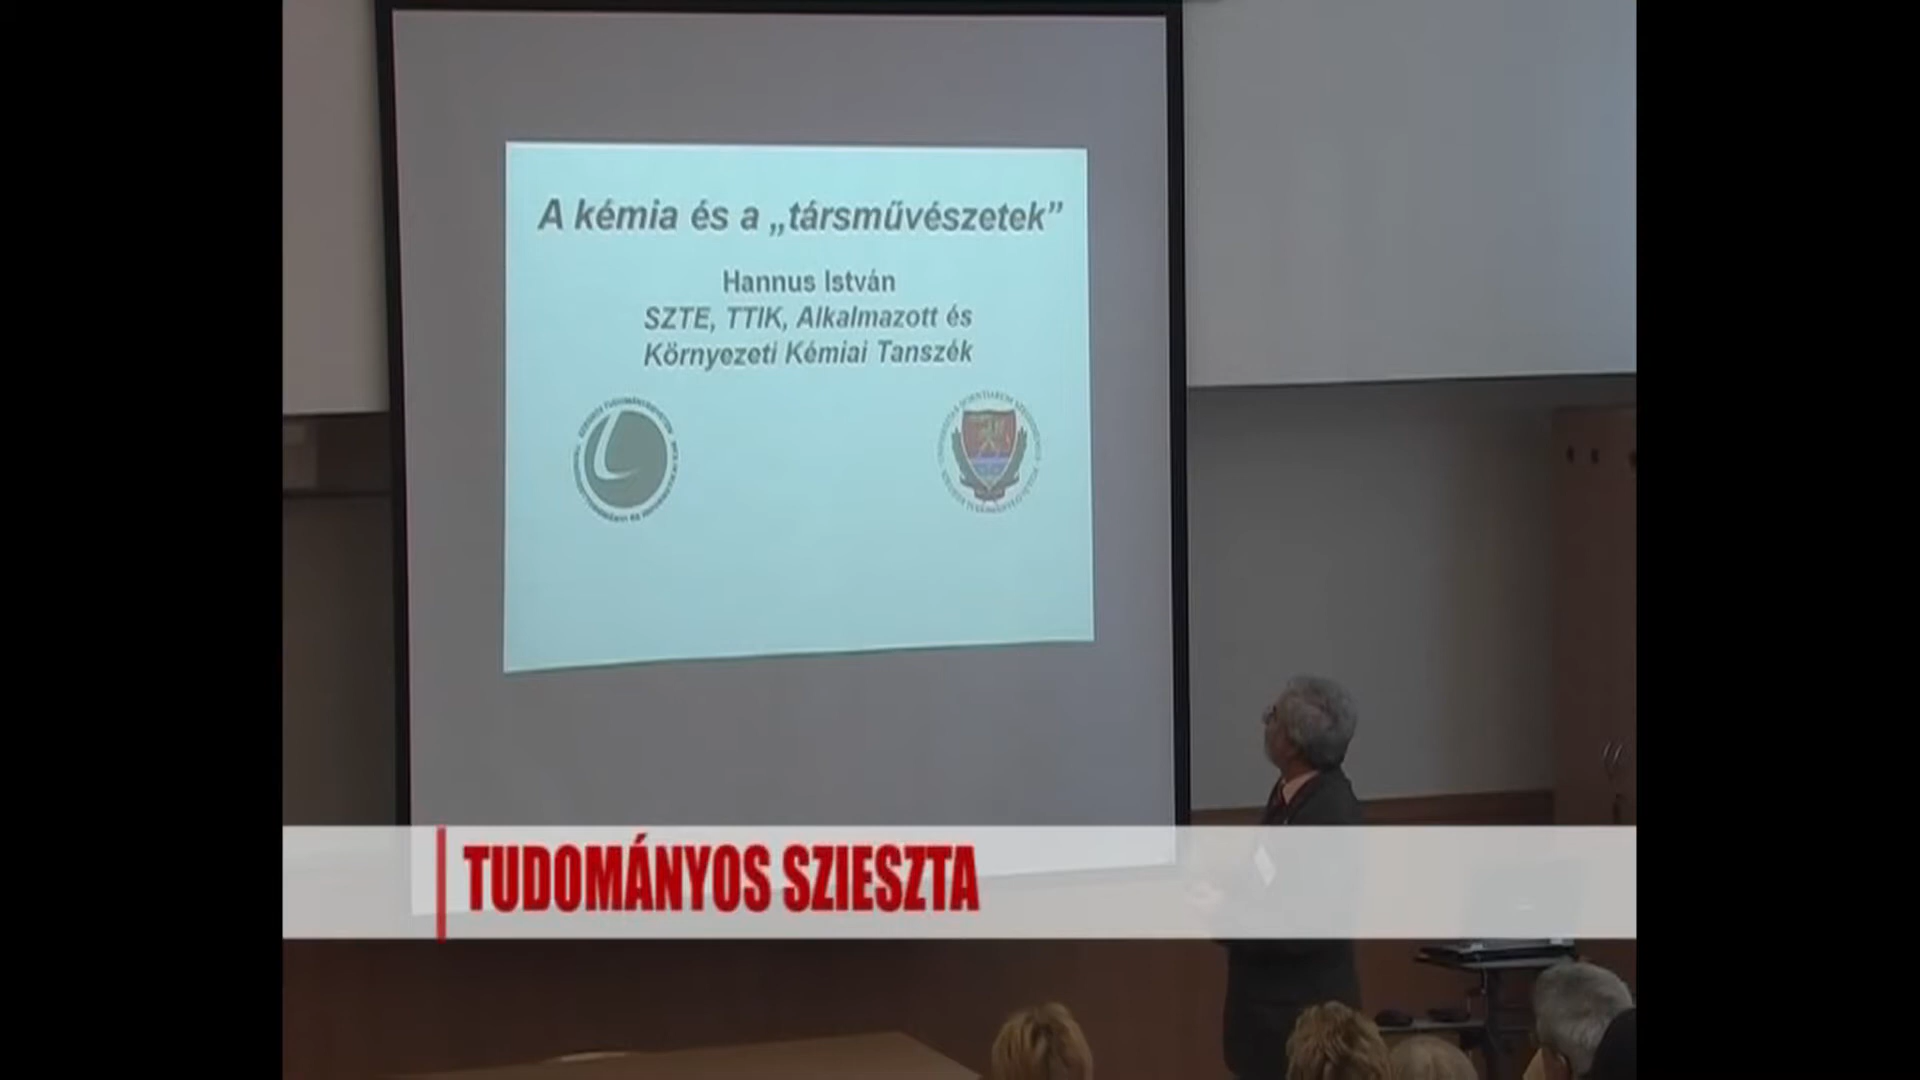 A kémia és a „társművészetek”
Hannus István
SZTE, TTIK, Alkalmazott és
Környezeti Kémiai Tanszék
TUDOMÁNYOS SZIESZTA